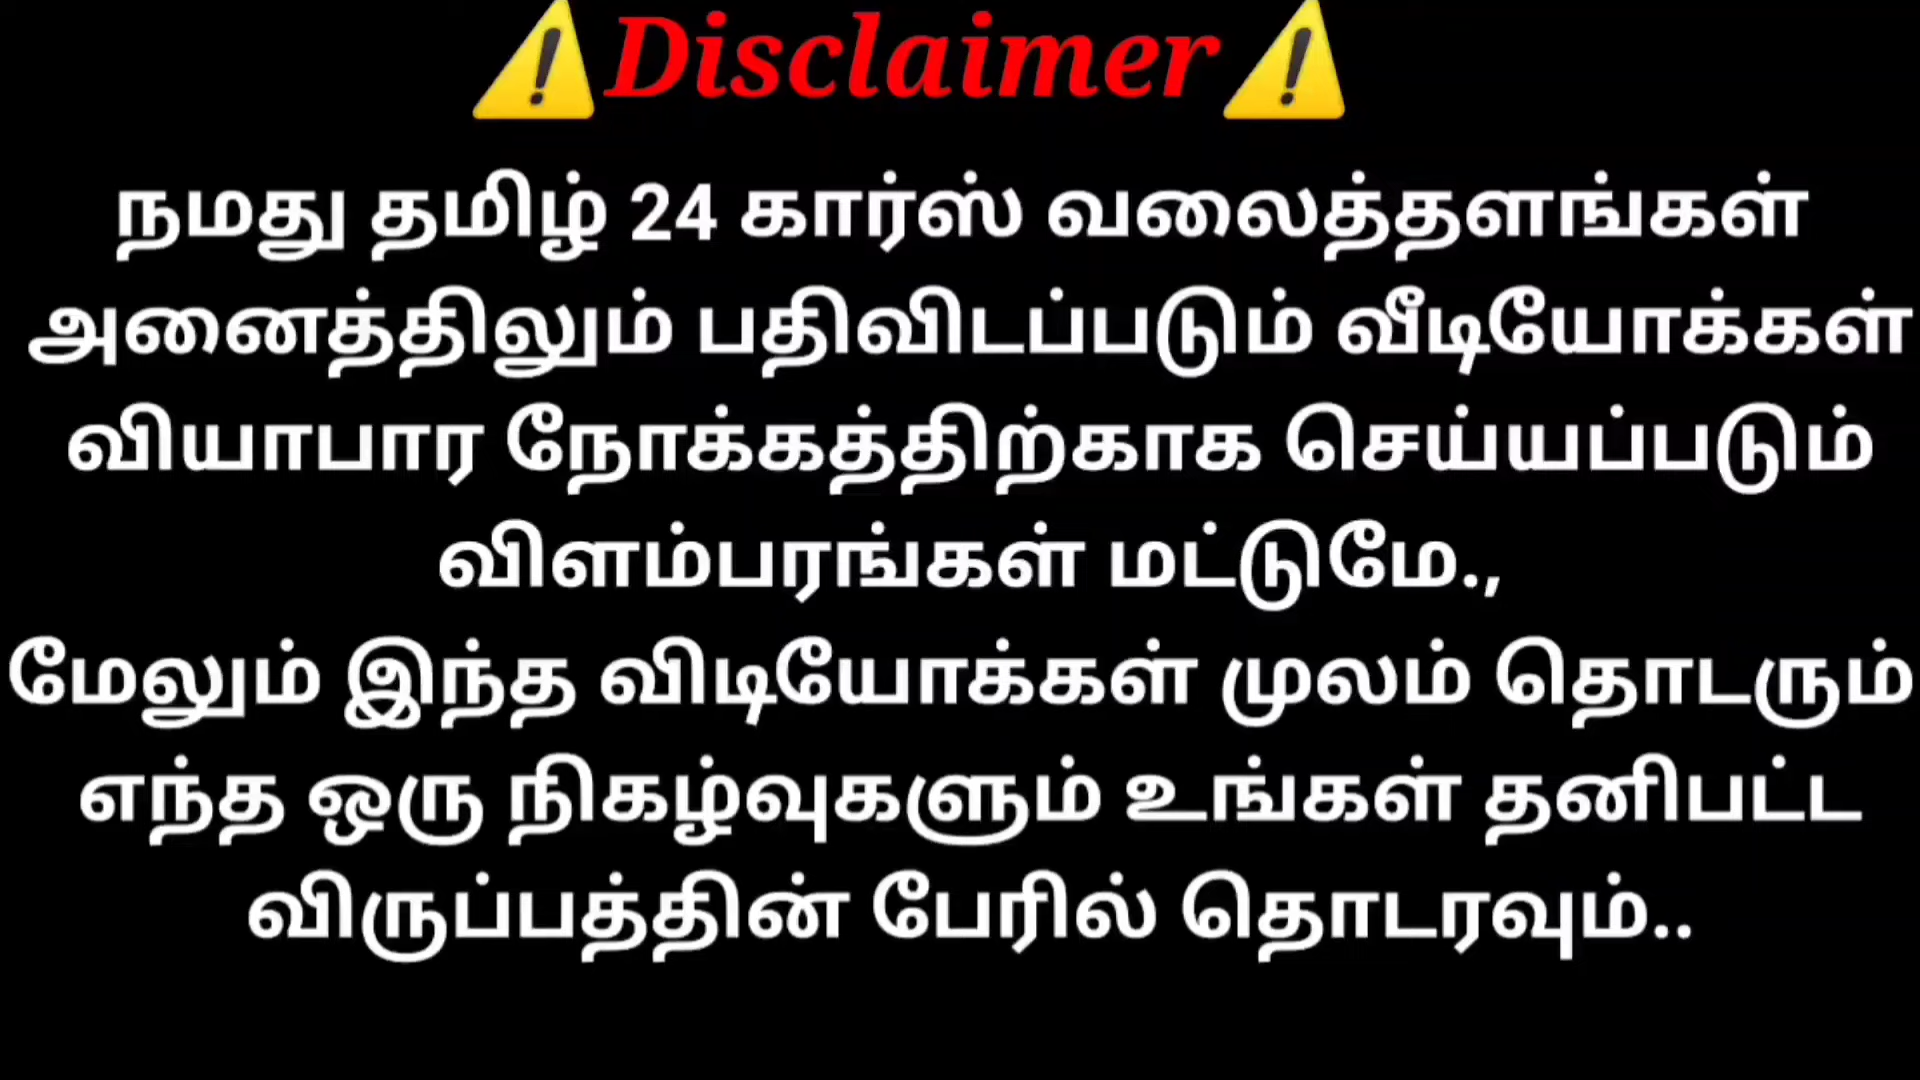 ⚠️Disclaimer⚠️
நமது தமிழ் 24 கார்ஸ் வலைத்தளங்கள்
அனைத்திலும் பதிவிடப்படும் வீடியோக்கள்
வியாபார நோக்கத்திற்காக செய்யப்படும்
விளம்பரங்கள் மட்டுமே.,
மேலும் இந்த விடியோக்கள் முலம் தொடரும்
எந்த ஒரு நிகழ்வுகளும் உங்கள் தனிபட்ட
விருப்பத்தின் பேரில் தொடரவும்..